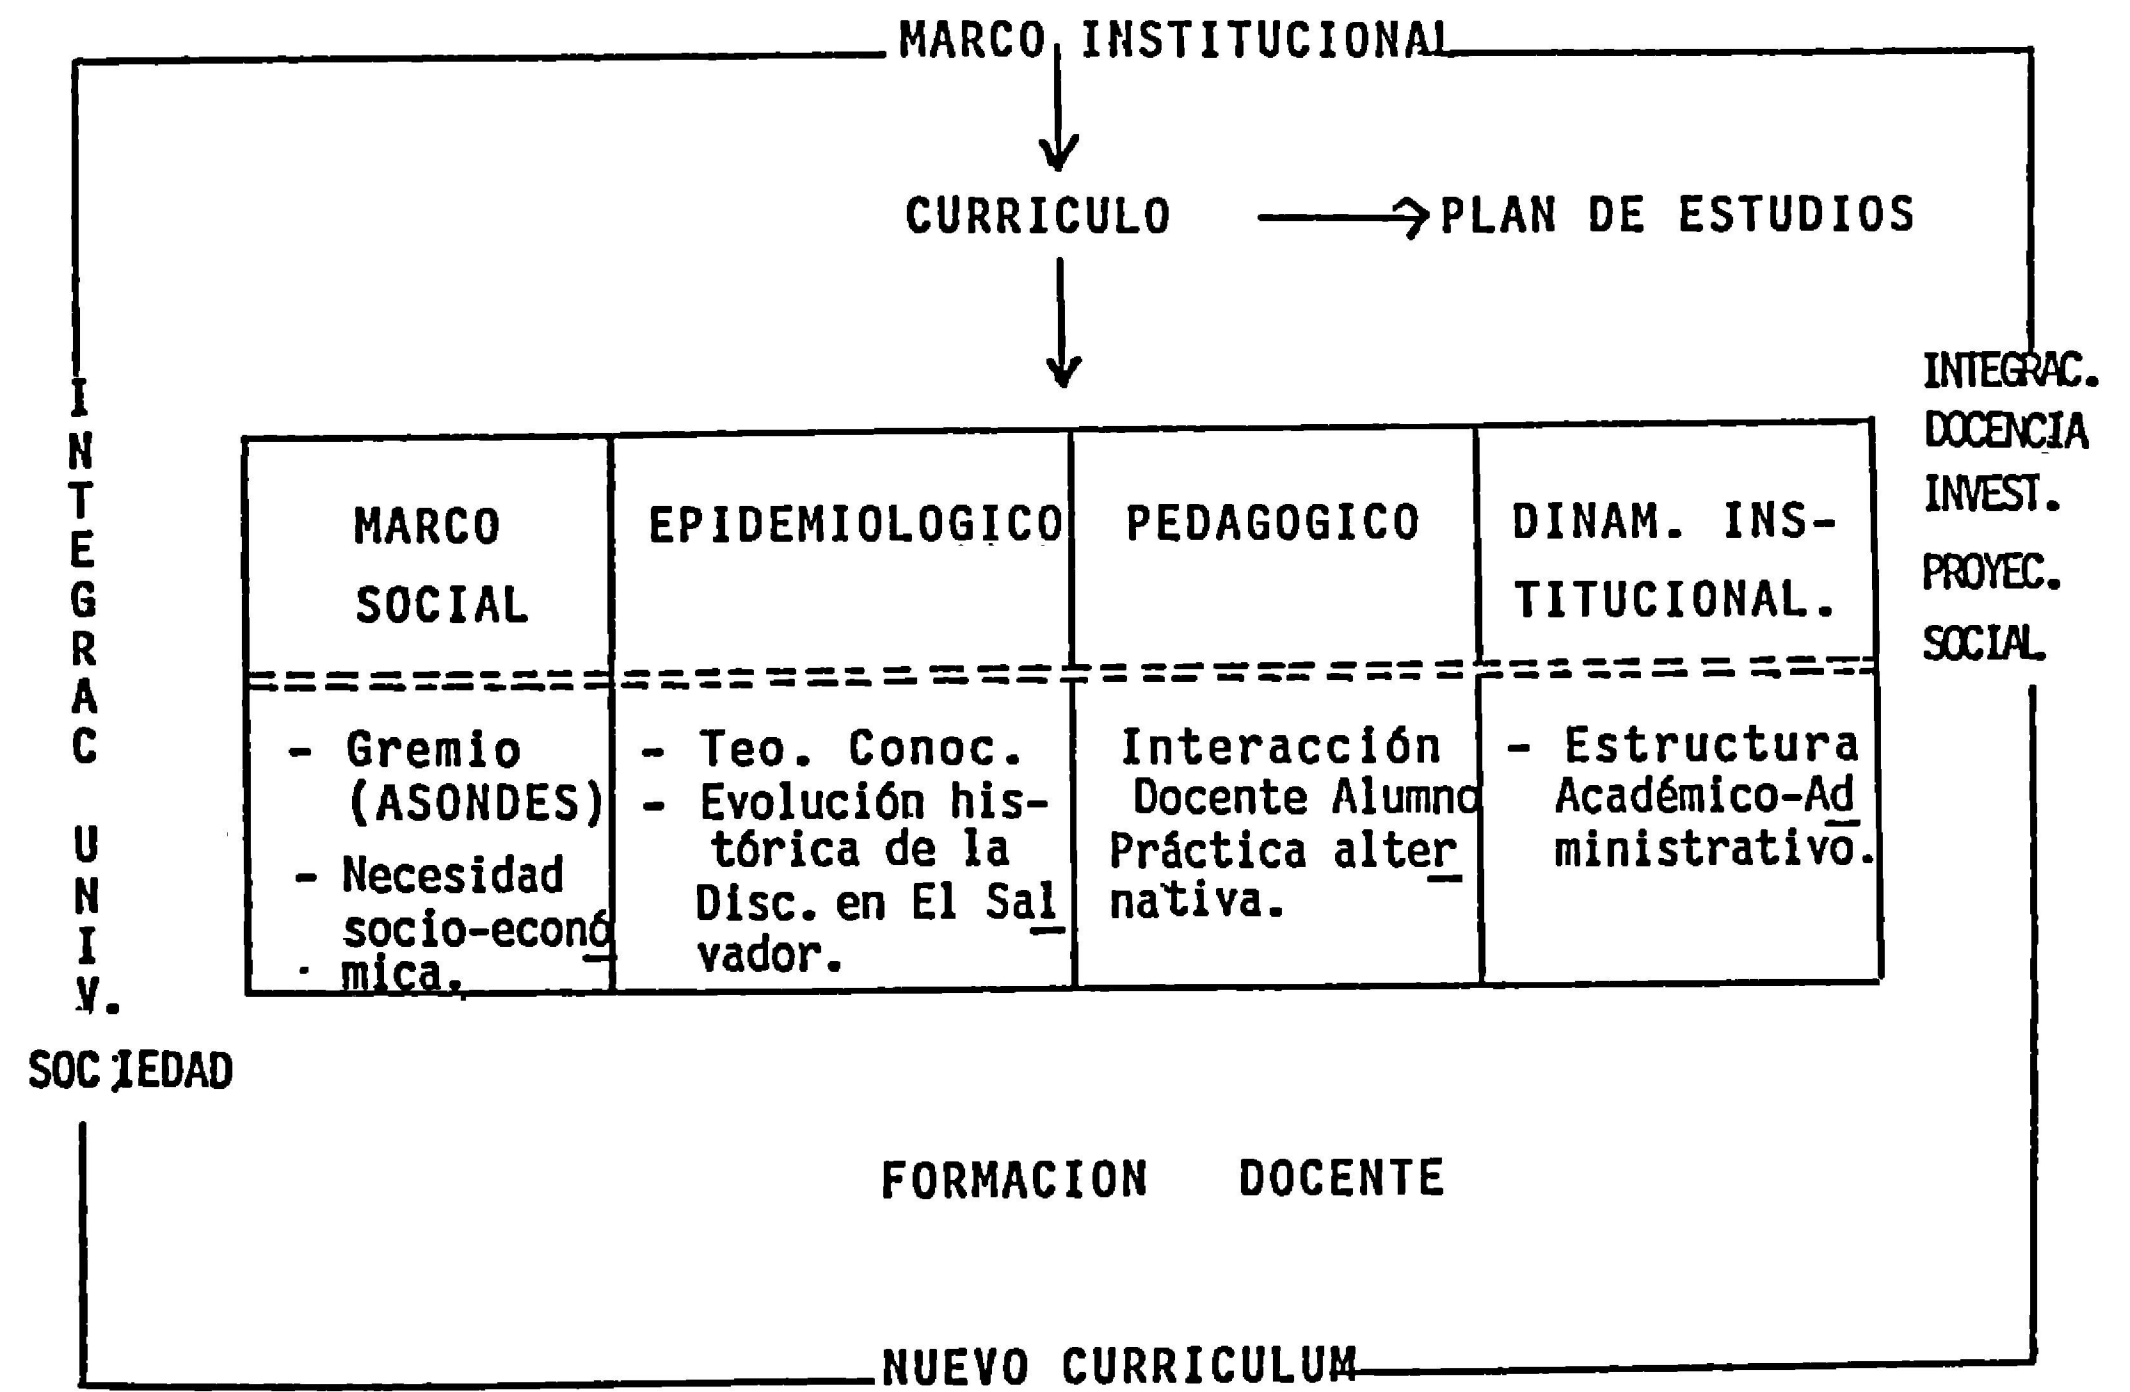 MARCO INSTITUCIONAL
CURRICULO
PLAN DE ESTUDIOS
INTEGRAC UNIV.
SOCIEDAD
INTEGRAC.
DOCENCIA
INVEST.
PROYEC.
SOCIAL
MARCO
SOCIAL
EPIDEMIOLOGICO
PEDAGOGICO
DINAM. INS-
TITUCIONAL.
- Gremio
(ASONDES)
- Necesidad
socio-econó
mica.
- Teo. Conoc.
- Evolución his-
tórica de la
Disc. en El Sal
vador.
Interacción
Docente Alumno
Práctica alter
nativa.
- Estructura
Académico-Ad
ministrativo.
FORMACION DOCENTE
NUEVO CURRICULUM